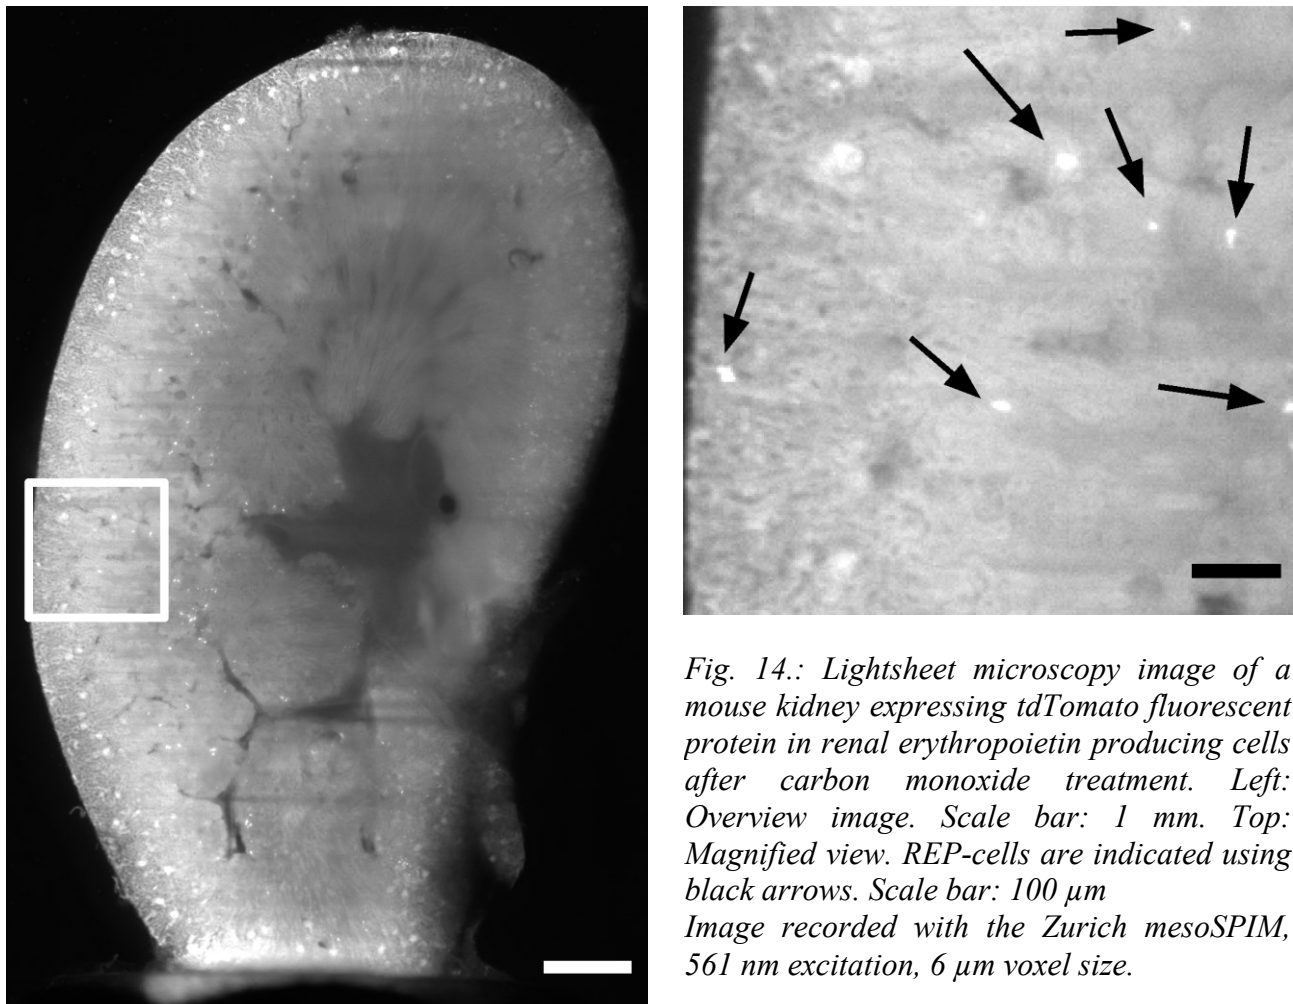 Fig. 14.: Lightsheet microscopy image of a
mouse kidney expressing tdTomato fluorescent
protein in renal erythropoietin producing cells
after carbon monoxide treatment. Left:
Overview image. Scale bar: 1 mm. Top:
Magnified view. REP-cells are indicated using
black arrows. Scale bar: 100 µm
Image recorded with the Zurich mesoSPIM,
561 nm excitation, 6 µm voxel size.